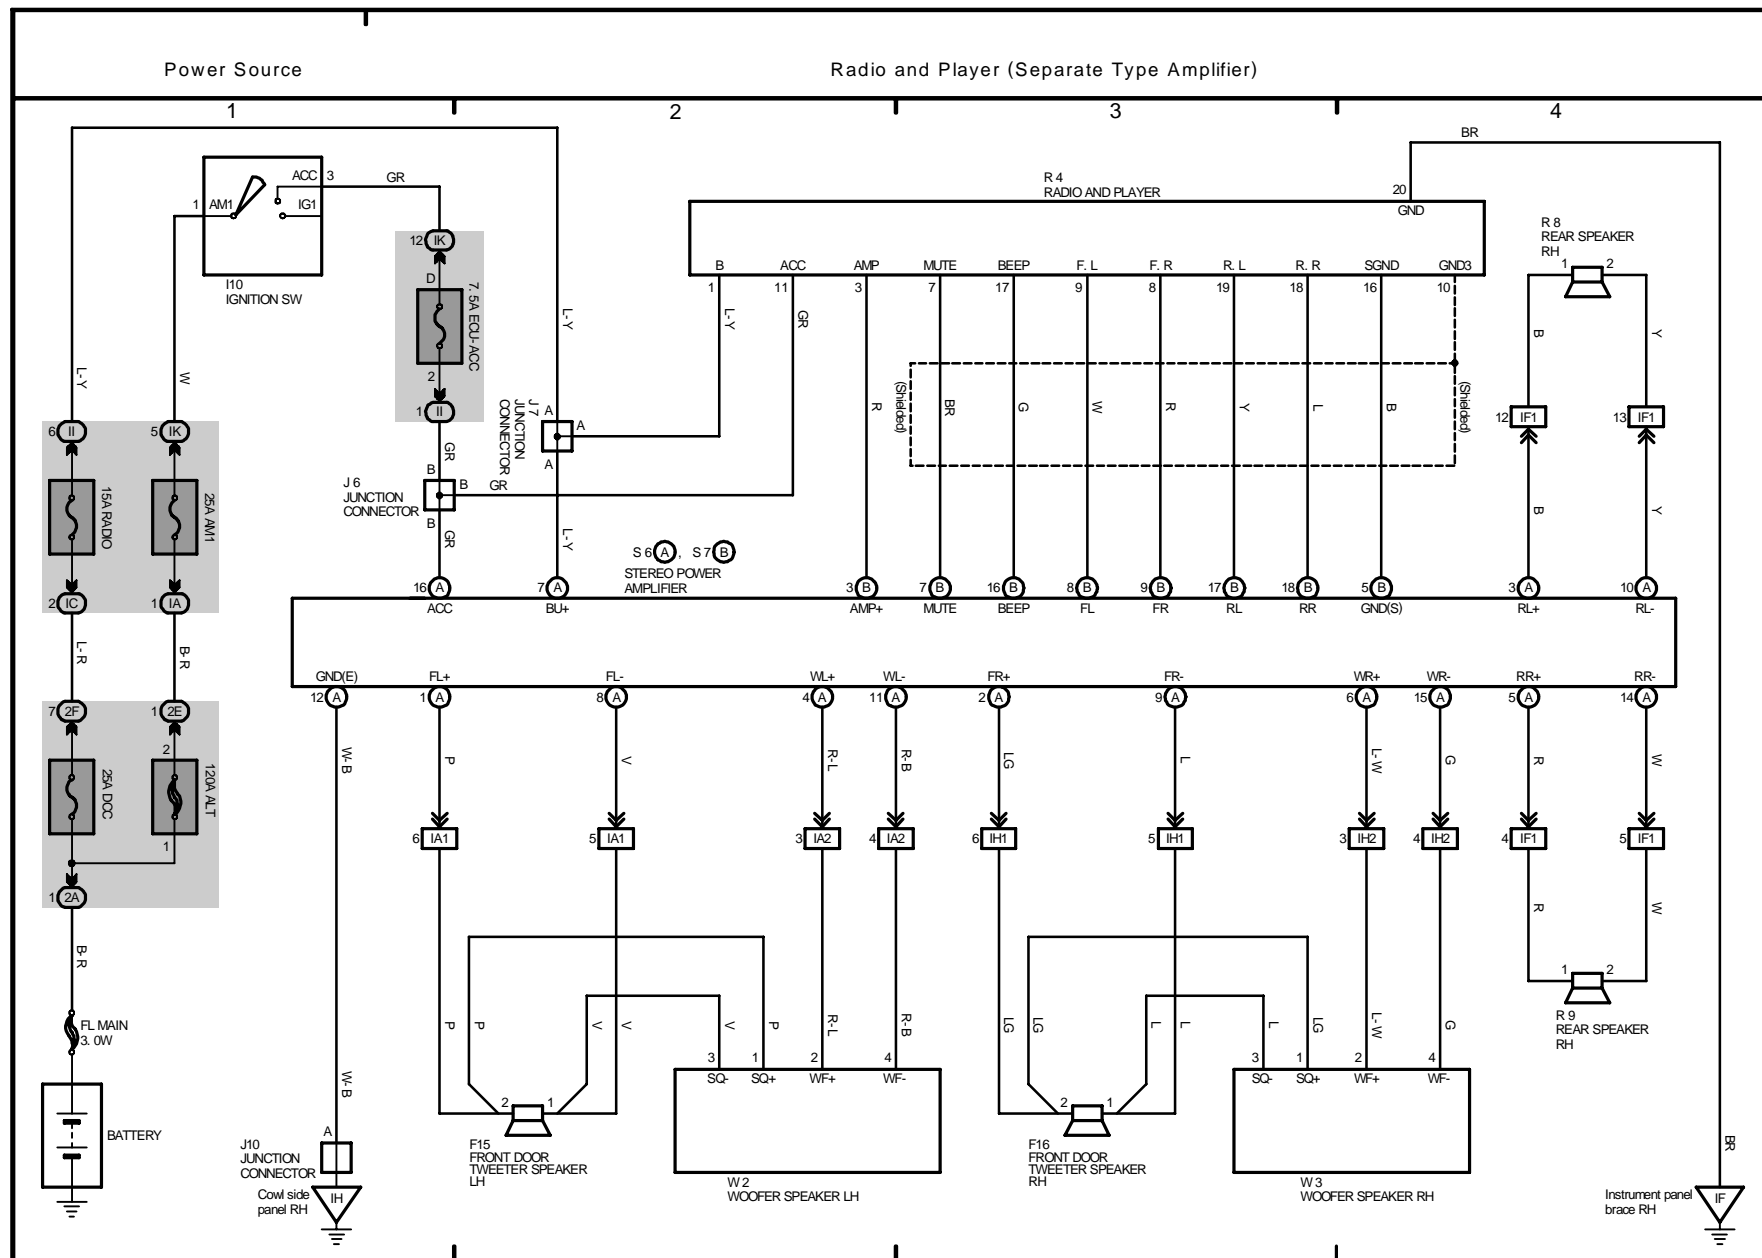 Power Source
Radio and Player (Separate Type Amplifier)
1 2 3 4
BR
ACC 3 GR
1 AM1 IG1
I10
IGNITION SW
12 IK
D
7. 5A ECU- ACC
2
1 II
L- Y
W
L- Y
R 4
RADIO AND PLAYER
20
GND
B ACC AMP MUTE BEEP F. L F. R R. L R. R SGND GND3
1 11 3 7 17 9 8 19 18 16 10
L- Y GR
(Shielded) (Shielded)
R BR G W R Y L B
R 8
REAR SPEAKER
RH
1 2
B Y
12 IF1 13 IF1
B Y
6 II 5 IK
15A RADIO
25A AM1
2 IC 1 IA
GR
J 7
JUNCTION
CONNECTOR
A
A
A
J 6
JUNCTION
CONNECTOR
B
B
GR
B
GR
L- Y
S 6 A , S 7 B
STEREO POWER
AMPLIFIER
16 A 7 A 3 B 7 B 16 B 8 B 9 B 17 B 18 B 5 B 3 A 10 A
ACC BU+ AMP+ MUTE BEEP FL FR RL RR GND(S) RL+ RL-
L- R B- R
GND(E) FL+ FL- WL+ WL- FR+ FR- WR+ WR- RR+ RR-
12 A 1 A 8 A 4 A 11 A 2 A 9 A 6 A 15 A 5 A 14 A
7 2F 1 2E
2
25A DCC
120A ALT
1
1 2A
W- B P V R- L R- B LG L L- W G R W
6 IA1 5 IA1 3 IA2 4 IA2 6 IH1 5 IH1 3 IH2 4 IH2 4 IF1 5 IF1
R W
B- R
1 2
R 9
REAR SPEAKER
RH
FL MAIN
3. 0W
P P V V V P R- L R- B LG LG L L L LG L- W G
3 1 2 4
SQ- SQ+ WF+ WF-
3 1 2 4
SQ- SQ+ WF+ WF-
W- B
BATTERY
2 1
F15
FRONT DOOR
TWEETER SPEAKER
LH
W 2
WOOFER SPEAKER LH
2 1
F16
FRONT DOOR
TWEETER SPEAKER
RH
W 3
WOOFER SPEAKER RH
A
J10
JUNCTION
CONNECTOR
Cowl side
panel RH
IH
BR
Instrument panel
brace RH
IF